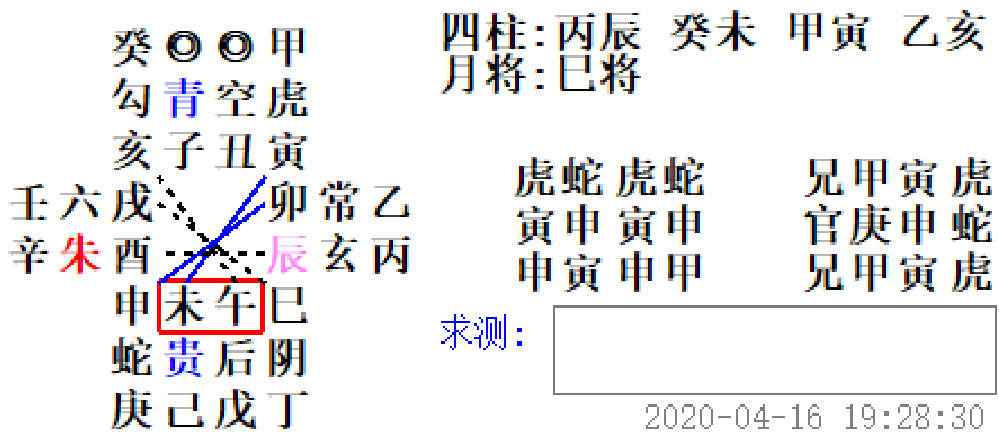 癸◎◎甲
勾青空虎
亥子丑寅
壬六戌 卯常乙
辛朱酉 辰玄丙
申未午巳
蛇贵后阴
庚己戊丁
四柱:丙辰 癸未 甲寅 乙亥
月将:巳将
虎蛇虎蛇 兄甲寅虎
寅申寅申 官庚申蛇
申寅申甲 兄甲寅虎
求测:
2020-04-16 19:28:30